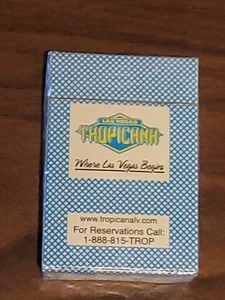 LAS VEGAS
TROPICANA
Where Las Vegas Begins
www.tropicanalv.com
For Reservations Call:
1-888-815-TROP